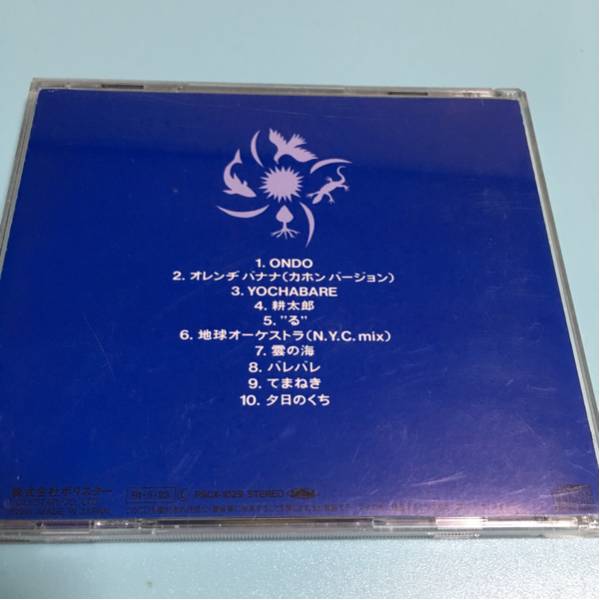 1. ONDO
2. オレンヂ バナナ(カホン バージョン)
3. YOCHABARE
4. 耕太郎
5. "る"
6. 地球オーケストラ(N.Y.C. mix)
7. 雲の海
8. パレパレ
9. てまねき
10. 夕日のくち
株式会社ポリスター
STEREO